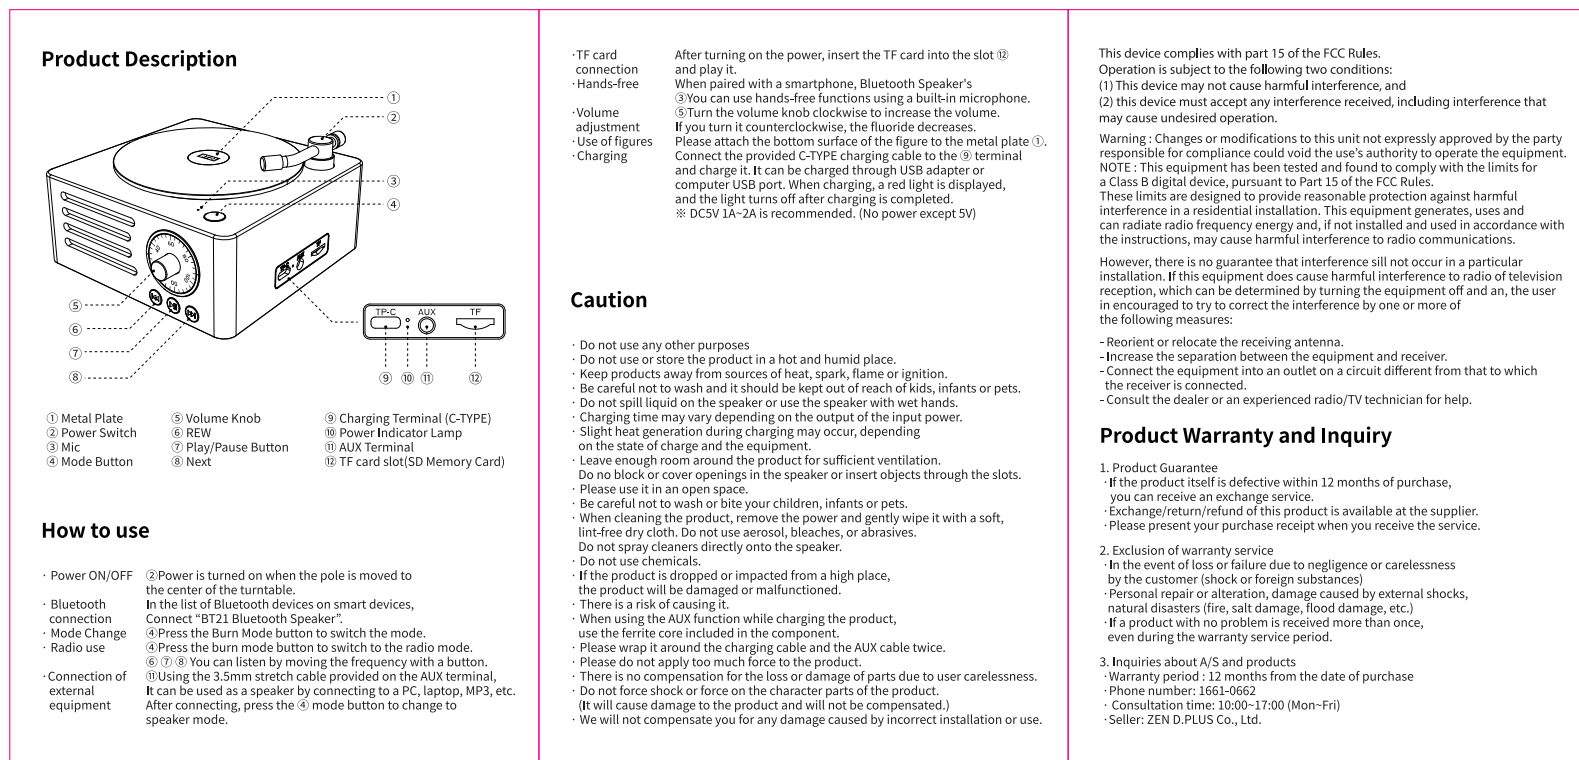 Product Description
①
②
③
④
⑤
⑥
⑦
⑧
TP-C
AUX
TF
⑨
⑩
⑪
⑫
① Metal Plate
② Power Switch
③ Mic
④ Mode Button
⑤ Volume Knob
⑥ REW
⑦ Play/Pause Button
⑧ Next
⑨ Charging Terminal (C-TYPE)
⑩ Power Indicator Lamp
⑪ AUX Terminal
⑫ TF card slot(SD Memory Card)
How to use
· Power ON/OFF ②Power is turned on when the pole is moved to
the center of the turntable.
· Bluetooth In the list of Bluetooth devices on smart devices,
connection Connect “BT21 Bluetooth Speaker”.
· Mode Change ④Press the Burn Mode button to switch the mode.
· Radio use ④Press the burn mode button to switch to the radio mode.
⑥ ⑦ ⑧ You can listen by moving the frequency with a button.
·Connection of ⑪Using the 3.5mm stretch cable provided on the AUX terminal,
external It can be used as a speaker by connecting to a PC, laptop, MP3, etc.
equipment After connecting, press the ④ mode button to change to
speaker mode.
·TF card After turning on the power, insert the TF card into the slot ⑫
connection and play it.
·Hands-free When paired with a smartphone, Bluetooth Speaker's
③You can use hands-free functions using a built-in microphone.
·Volume ⑤Turn the volume knob clockwise to increase the volume.
adjustment If you turn it counterclockwise, the fluoride decreases.
·Use of figures Please attach the bottom surface of the figure to the metal plate ①.
·Charging Connect the provided C-TYPE charging cable to the ⑨ terminal
and charge it. It can be charged through USB adapter or
computer USB port. When charging, a red light is displayed,
and the light turns off after charging is completed.
※ DC5V 1A~2A is recommended. (No power except 5V)
Caution
· Do not use any other purposes
· Do not use or store the product in a hot and humid place.
· Keep products away from sources of heat, spark, flame or ignition.
· Be careful not to wash and it should be kept out of reach of kids, infants or pets.
· Do not spill liquid on the speaker or use the speaker with wet hands.
· Charging time may vary depending on the output of the input power.
· Slight heat generation during charging may occur, depending
on the state of charge and the equipment.
· Leave enough room around the product for sufficient ventilation.
Do no block or cover openings in the speaker or insert objects through the slots.
· Please use it in an open space.
· Be careful not to wash or bite your children, infants or pets.
· When cleaning the product, remove the power and gently wipe it with a soft,
lint-free dry cloth. Do not use aerosol, bleaches, or abrasives.
Do not spray cleaners directly onto the speaker.
· Do not use chemicals.
· If the product is dropped or impacted from a high place,
the product will be damaged or malfunctioned.
· There is a risk of causing it.
· When using the AUX function while charging the product,
use the ferrite core included in the component.
· Please wrap it around the charging cable and the AUX cable twice.
· Please do not apply too much force to the product.
· There is no compensation for the loss or damage of parts due to user carelessness.
· Do not force shock or force on the character parts of the product.
(It will cause damage to the product and will not be compensated.)
· We will not compensate you for any damage caused by incorrect installation or use.
This device complies with part 15 of the FCC Rules.
Operation is subject to the following two conditions:
(1) This device may not cause harmful interference, and
(2) this device must accept any interference received, including interference that
may cause undesired operation.
Warning : Changes or modifications to this unit not expressly approved by the party
responsible for compliance could void the use’s authority to operate the equipment.
NOTE : This equipment has been tested and found to comply with the limits for
a Class B digital device, pursuant to Part 15 of the FCC Rules.
These limits are designed to provide reasonable protection against harmful
interference in a residential installation. This equipment generates, uses and
can radiate radio frequency energy and, if not installed and used in accordance with
the instructions, may cause harmful interference to radio communications.
However, there is no guarantee that interference sill not occur in a particular
installation. If this equipment does cause harmful interference to radio of television
reception, which can be determined by turning the equipment off and an, the user
in encouraged to try to correct the interference by one or more of
the following measures:
- Reorient or relocate the receiving antenna.
- Increase the separation between the equipment and receiver.
- Connect the equipment into an outlet on a circuit different from that to which
the receiver is connected.
- Consult the dealer or an experienced radio/TV technician for help.
Product Warranty and Inquiry
1. Product Guarantee
·If the product itself is defective within 12 months of purchase,
you can receive an exchange service.
·Exchange/return/refund of this product is available at the supplier.
·Please present your purchase receipt when you receive the service.
2. Exclusion of warranty service
·In the event of loss or failure due to negligence or carelessness
by the customer (shock or foreign substances)
·Personal repair or alteration, damage caused by external shocks,
natural disasters (fire, salt damage, flood damage, etc.)
·If a product with no problem is received more than once,
even during the warranty service period.
3. Inquiries about A/S and products
·Warranty period : 12 months from the date of purchase
·Phone number: 1661-0662
· Consultation time: 10:00~17:00 (Mon~Fri)
·Seller: ZEN D.PLUS Co., Ltd.